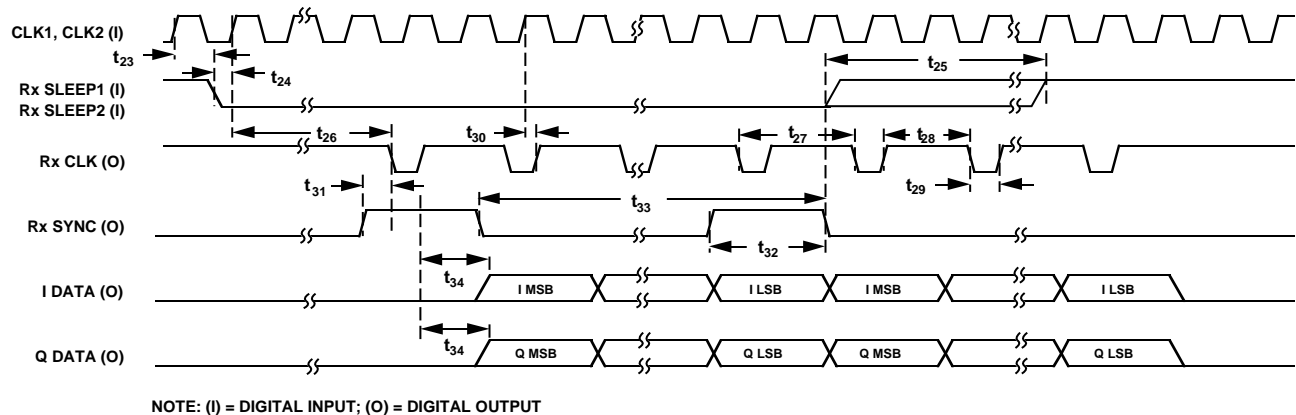 CLK1, CLK2 (I)
t23
t24
t25
Rx SLEEP1 (I)
Rx SLEEP2 (I)
t26
t30
t27
t28
Rx CLK (O)
t31
t29
t33
Rx SYNC (O)
t32
t34
I DATA (O)
I MSB
I LSB
I MSB
I LSB
t34
Q DATA (O)
Q MSB
Q LSB
Q MSB
Q LSB
NOTE: (I) = DIGITAL INPUT; (O) = DIGITAL OUTPUT